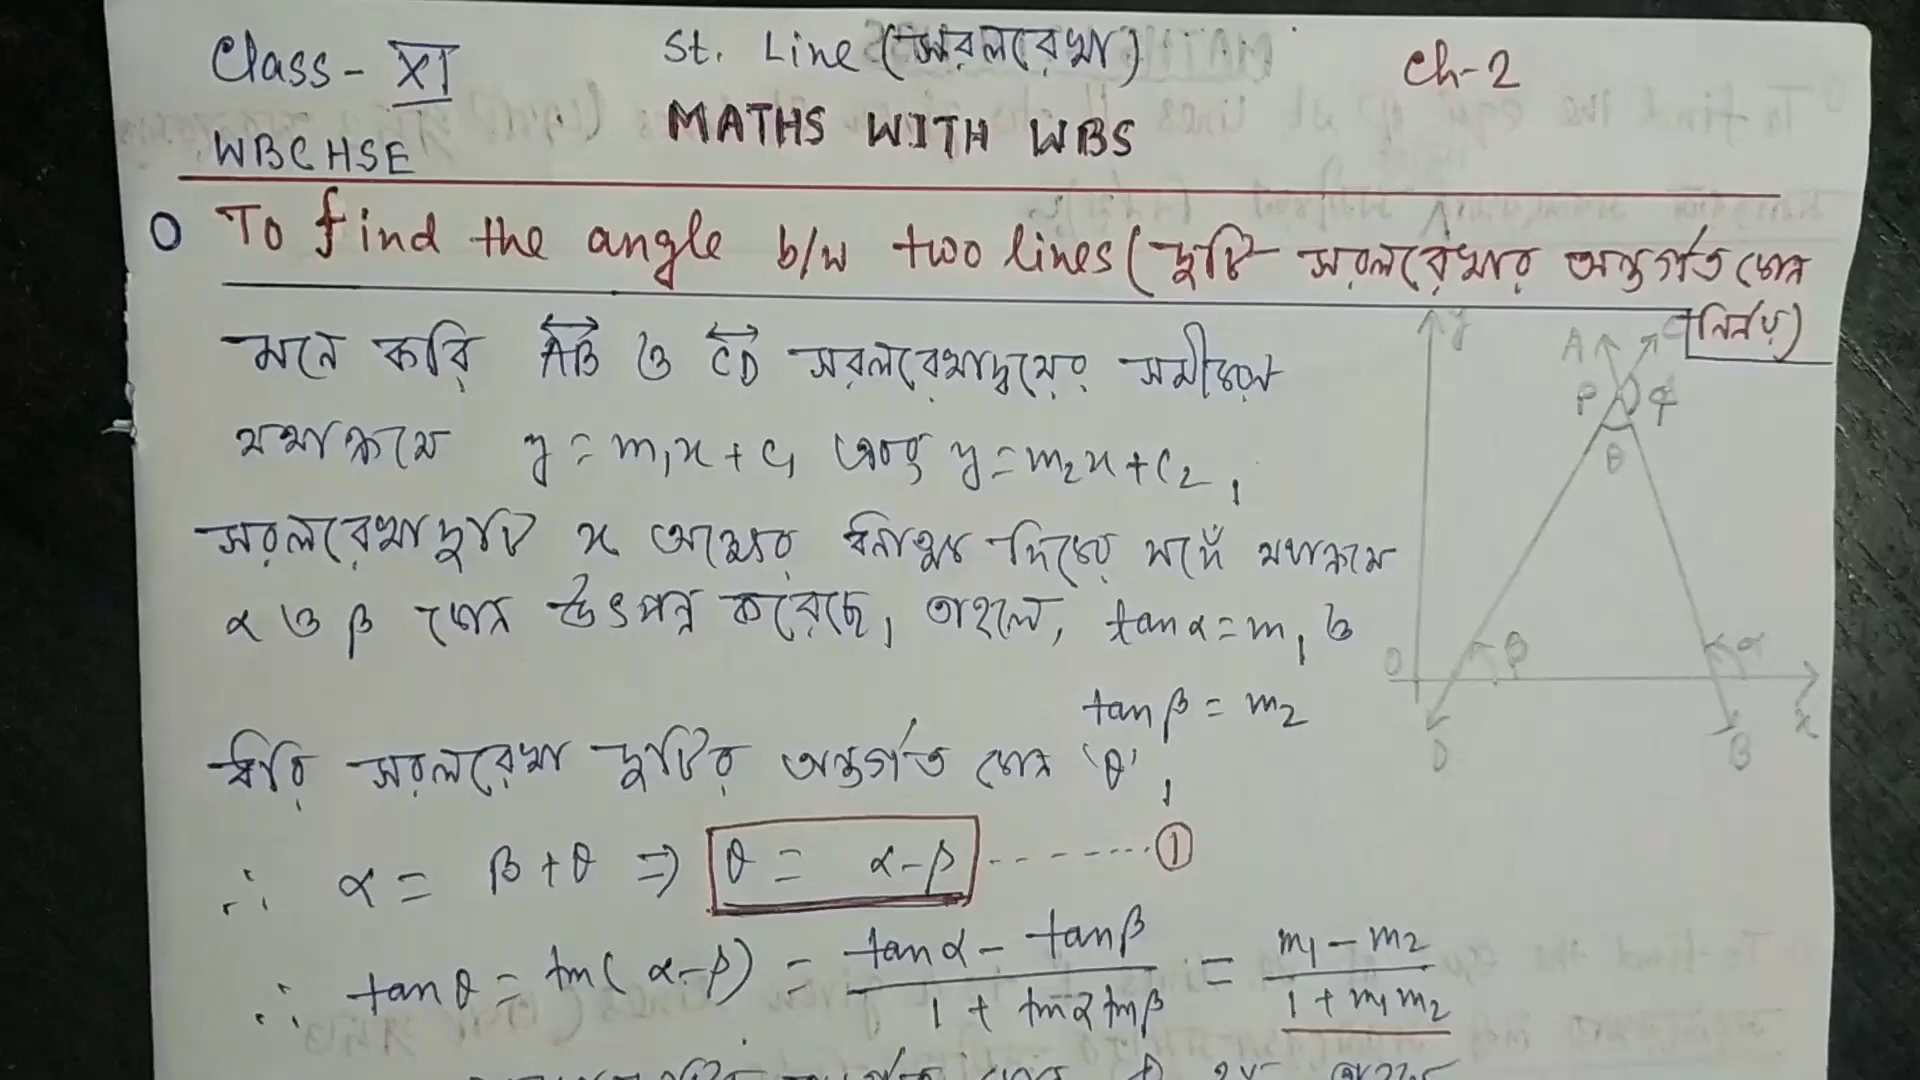 Class - XI
St. Line (সরলরেখা)
Ch-2
WBCHSE
MATHS WITH WBS
O To find the angle b/w two lines (দুটি সরলরেখার অন্তর্গত কোন নির্নয়)
মনে করি AB ও CD সরলরেখাদ্বয়ের সমীকরণ
যথাক্রমে y = m₁x + c₁ এবং y = m₂x + c₂,
সরলরেখাদুটি x অক্ষের ধনাত্মক দিকের সঙ্গে যথাক্রমে
α ও β কোন উৎপন্ন করেছে, তাহলে, tan α = m₁ ও
tan β = m₂
ধরি সরলরেখা দুটির অন্তর্গত কোন 'θ',
∴ α = β + θ ⇒ θ = α - β ------- ①
∴ tan θ = tan (α - β) = (tan α - tan β) / (1 + tan α tan β) = (m₁ - m₂) / (1 + m₁m₂)
y
A
C
P
φ
θ
O
β
α
x
D
B